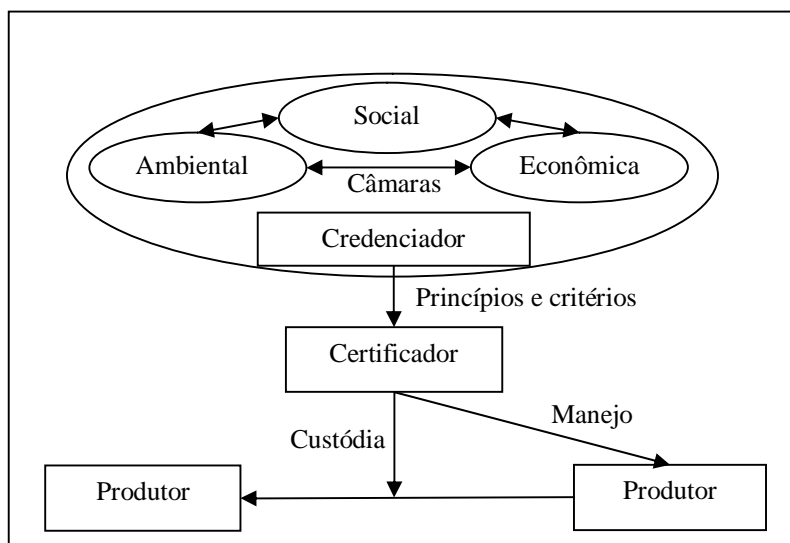 Social
Ambiental
Econômica
Câmaras
Credenciador
Princípios e critérios
Certificador
Manejo
Custódia
Produtor
Produtor